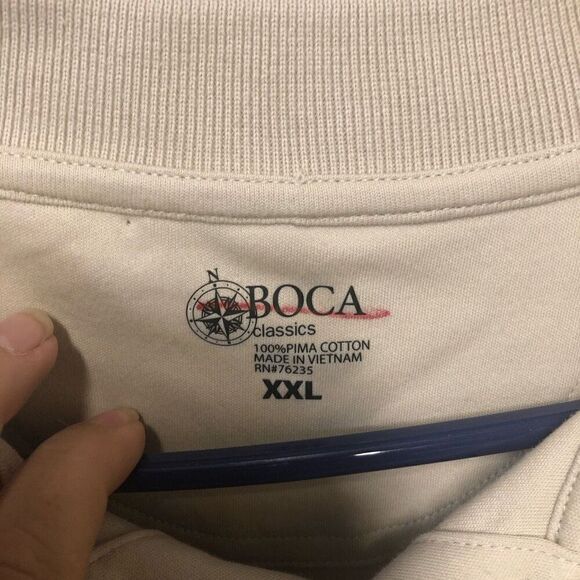 N
BOCA
classics
100%PIMA COTTON
MADE IN VIETNAM
RN#76235
XXL